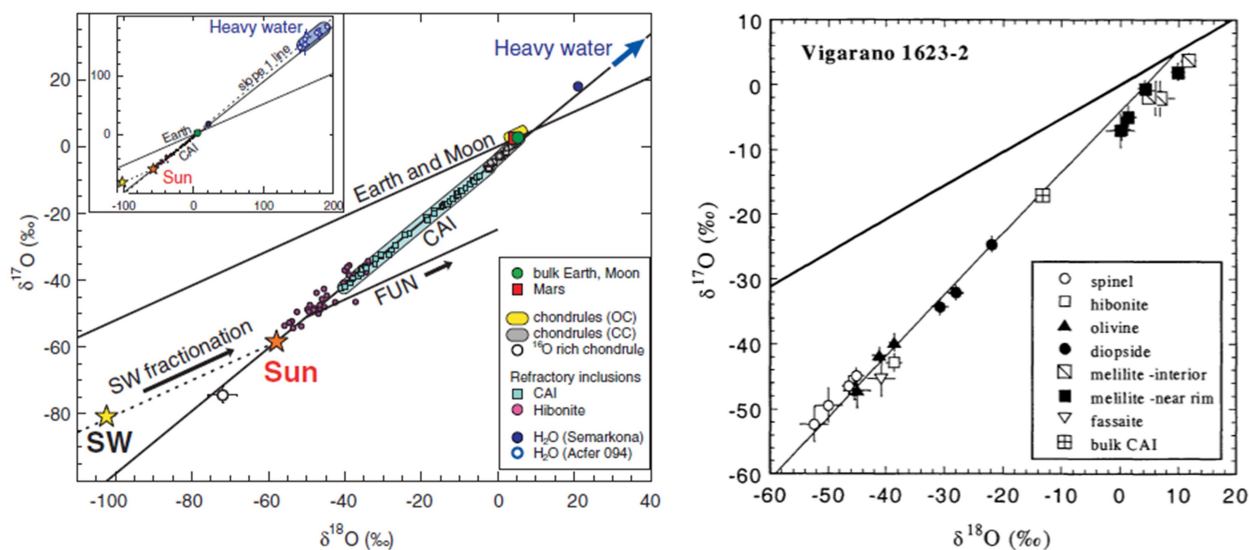 Heavy water
slope 1 line
Earth
CAI
Sun
100
0
-100
0
100
200
Heavy water
Earth and Moon
CAI
FUN
SW fractionation
Sun
SW
20
0
-20
-40
-60
-80
-100
-80
-60
-40
-20
0
20
40
δ¹⁷O (‰)
δ¹⁸O (‰)
bulk Earth, Moon
Mars
chondrules (OC)
chondrules (CC)
¹⁶O rich chondrule
Refractory inclusions
CAI
Hibonite
H₂O (Semarkona)
H₂O (Acfer 094)
Vigarano 1623-2
10
0
-10
-20
-30
-40
-50
-60
-60
-50
-40
-30
-20
-10
0
10
20
δ¹⁷O (‰)
δ¹⁸O (‰)
spinel
hibonite
olivine
diopside
melilite -interior
melilite -near rim
fassaite
bulk CAI